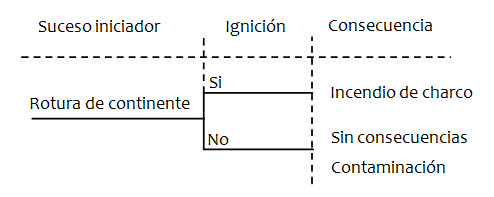 Suceso iniciador Ignición Consecuencia
Si
Incendio de charco
Rotura de continente
No
Sin consecuencias
Contaminación